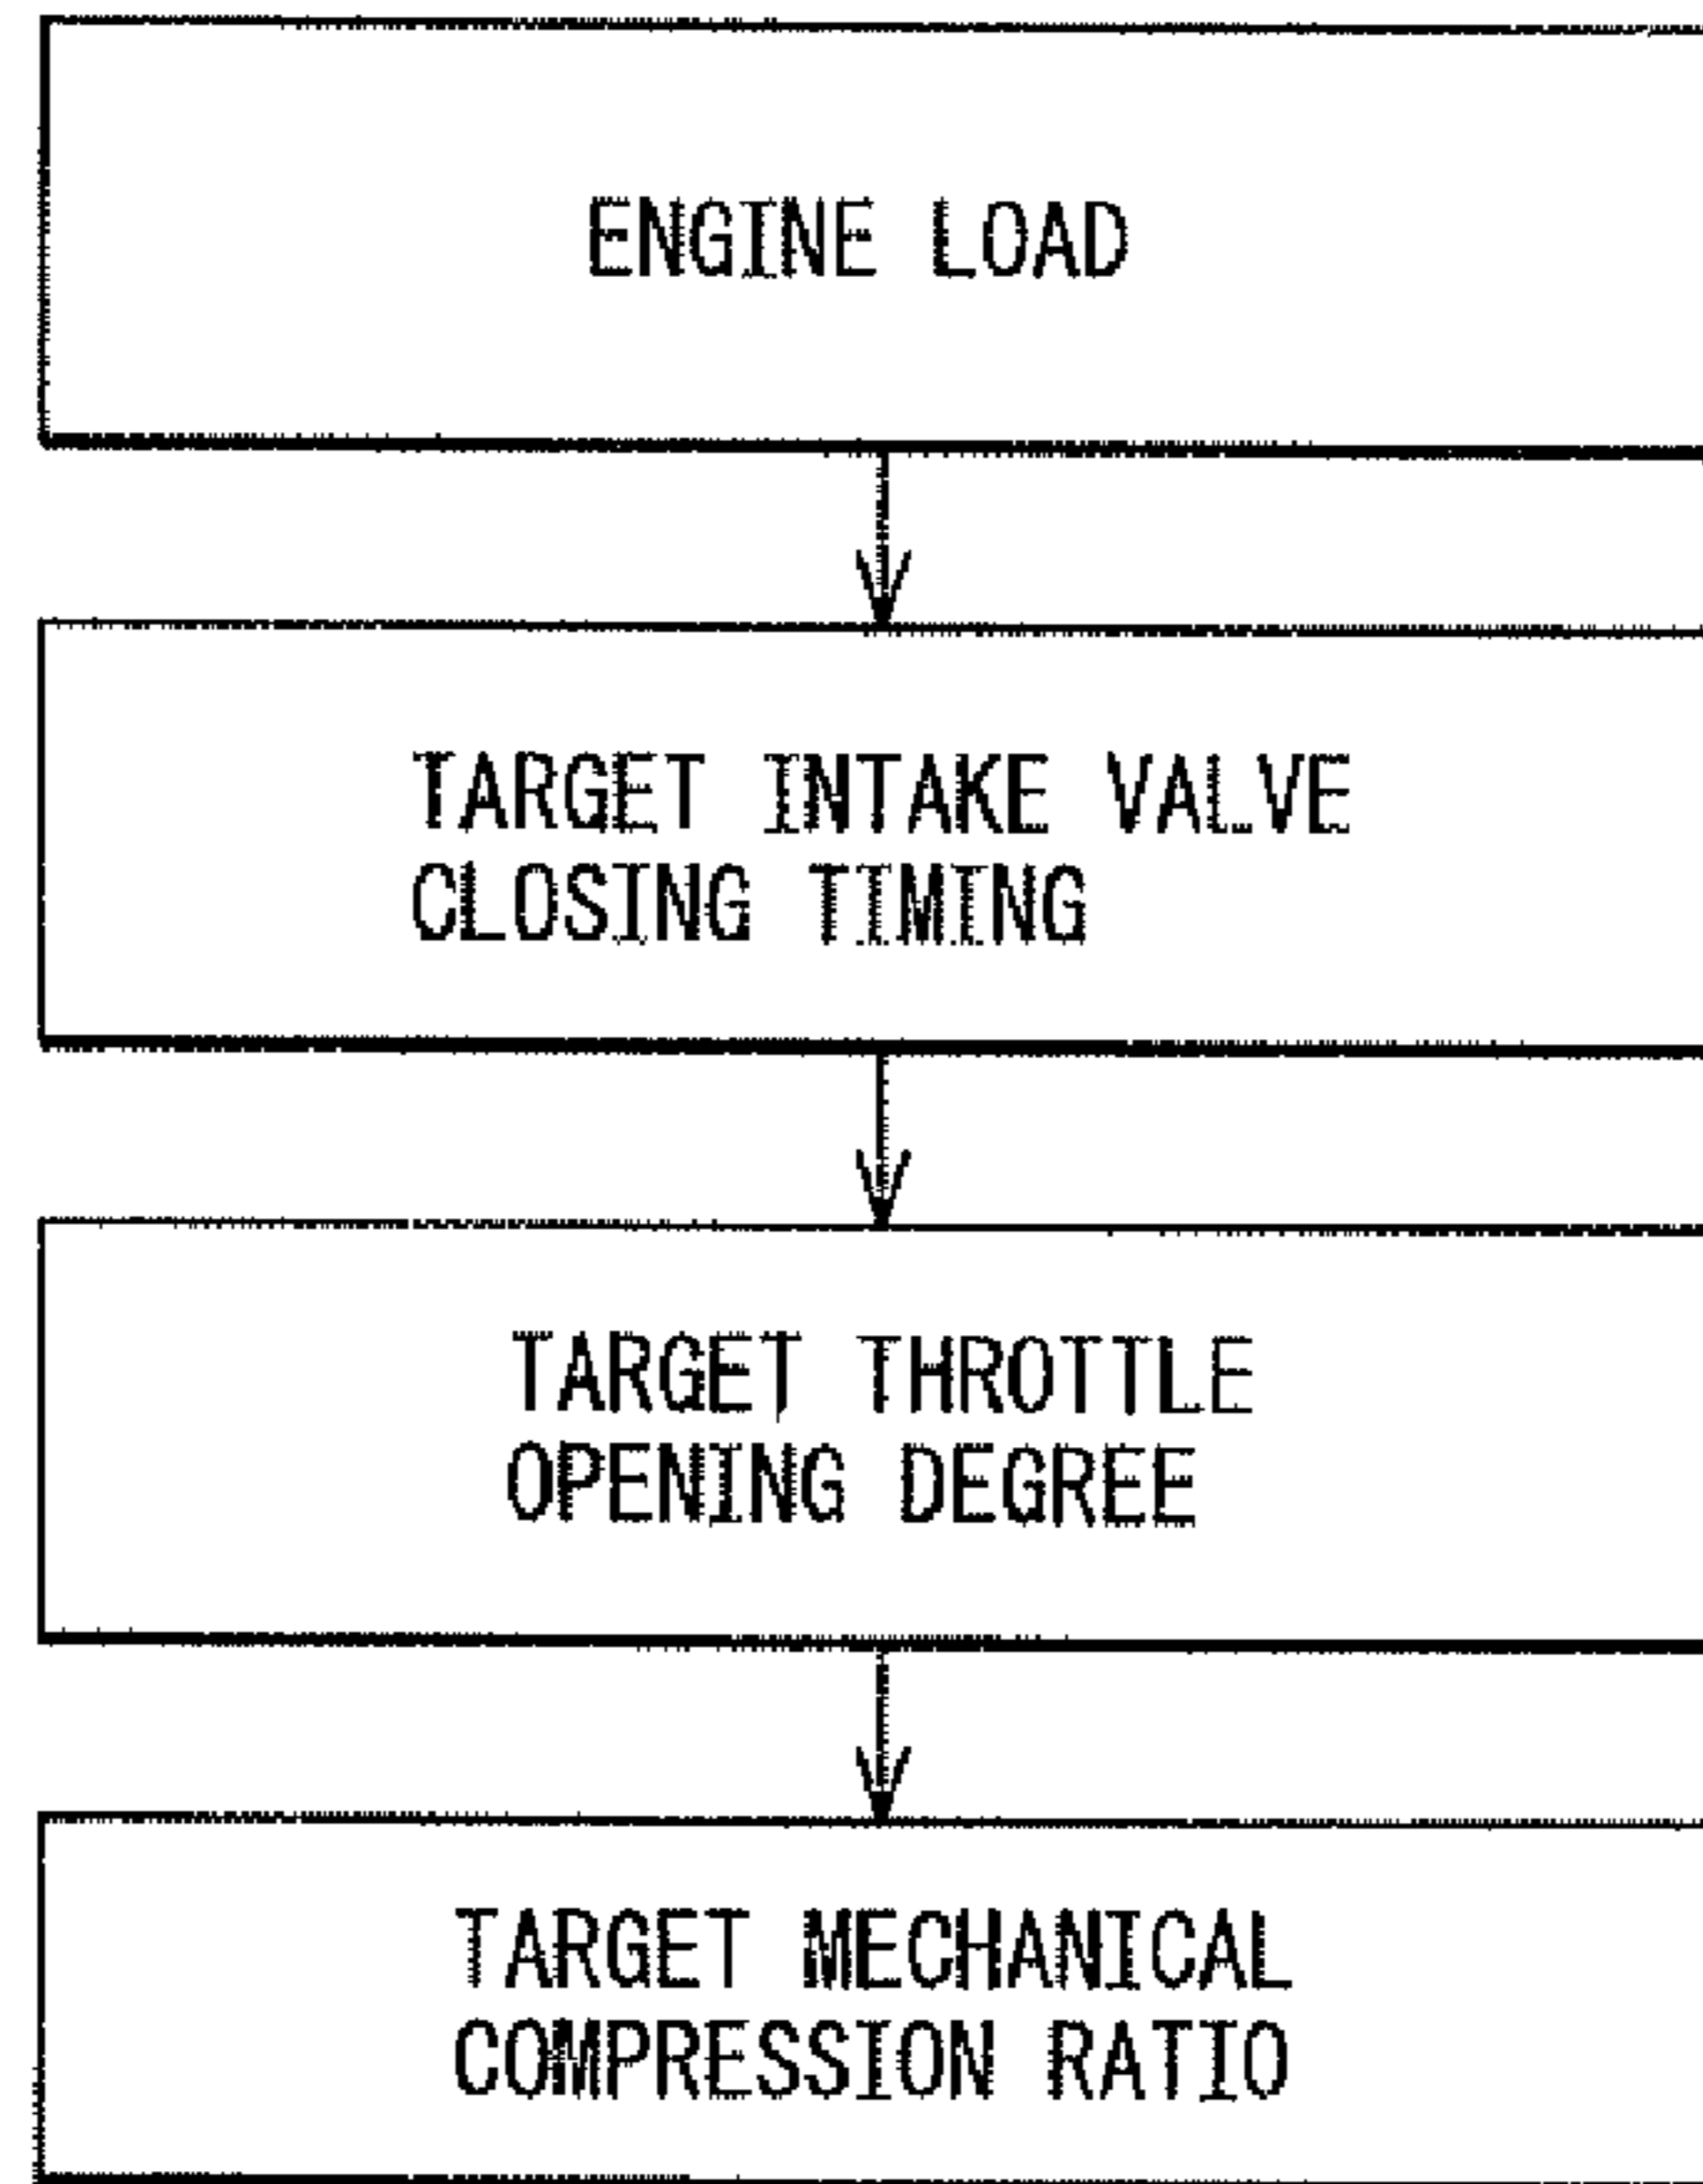 ENGINE LOAD
TARGET INTAKE VALVE
CLOSING TIMING
TARGET THROTTLE
OPENING DEGREE
TARGET MECHANICAL
COMPRESSION RATIO